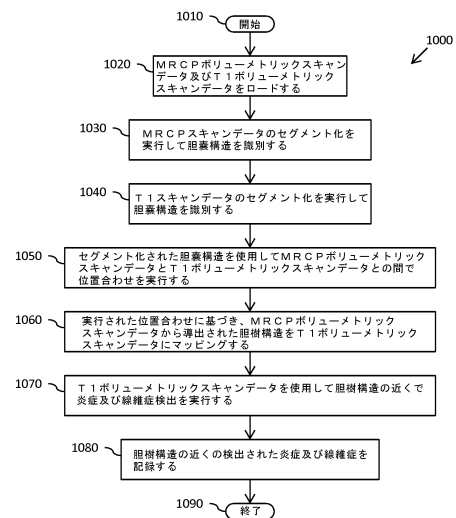 1010
開始
1000
1020
MRCPボリューメトリックスキャン
データ及びT1ボリューメトリック
スキャンデータをロードする
1030
MRCPスキャンデータのセグメント化を
実行して胆嚢構造を識別する
1040
T1スキャンデータのセグメント化を実行して
胆嚢構造を識別する
1050
セグメント化された胆嚢構造を使用してMRCPボリューメトリック
スキャンデータとT1ボリューメトリックスキャンデータとの間で
位置合わせを実行する
1060
実行された位置合わせに基づき、MRCPボリューメトリック
スキャンデータから導出された胆樹構造をT1ボリューメトリック
スキャンデータにマッピングする
1070
T1ボリューメトリックスキャンデータを使用して胆樹構造の近くで
炎症及び線維症検出を実行する
1080
胆樹構造の近くの検出された炎症及び線維症を
記録する
1090
終了